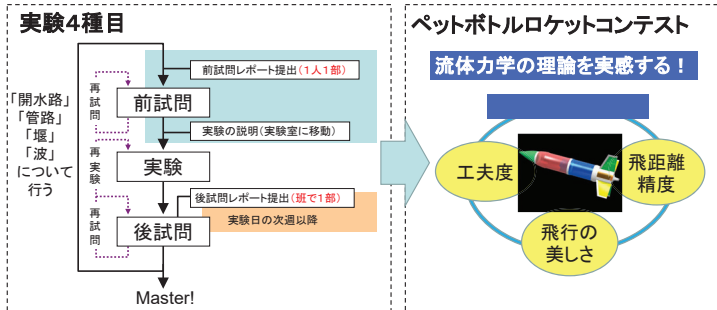 実験４種目
「開水路」
「管路」
「堰」
「波」
について
行う
前試問レポート提出(1人1部)
再試問
前試問
実験の説明(実験室に移動)
再実験
実験
後試問レポート提出(班で1部)
再試問
後試問
実験日の次週以降
Master!
ペットボトルロケットコンテスト
流体力学の理論を実感する！
工夫度
飛距離
精度
飛行の
美しさ